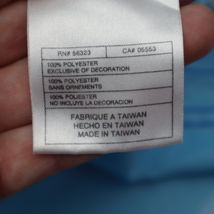 RN# 56323 CA# 05553
100% POLYESTER
EXCLUSIVE OF DECORATION
100% POLYESTER
SANS ORNEMENTS
100% POLYESTER
NO INCLUYE LA DECORACION
FABRIQUE A TAIWAN
HECHO EN TAIWAN
MADE IN TAIWAN